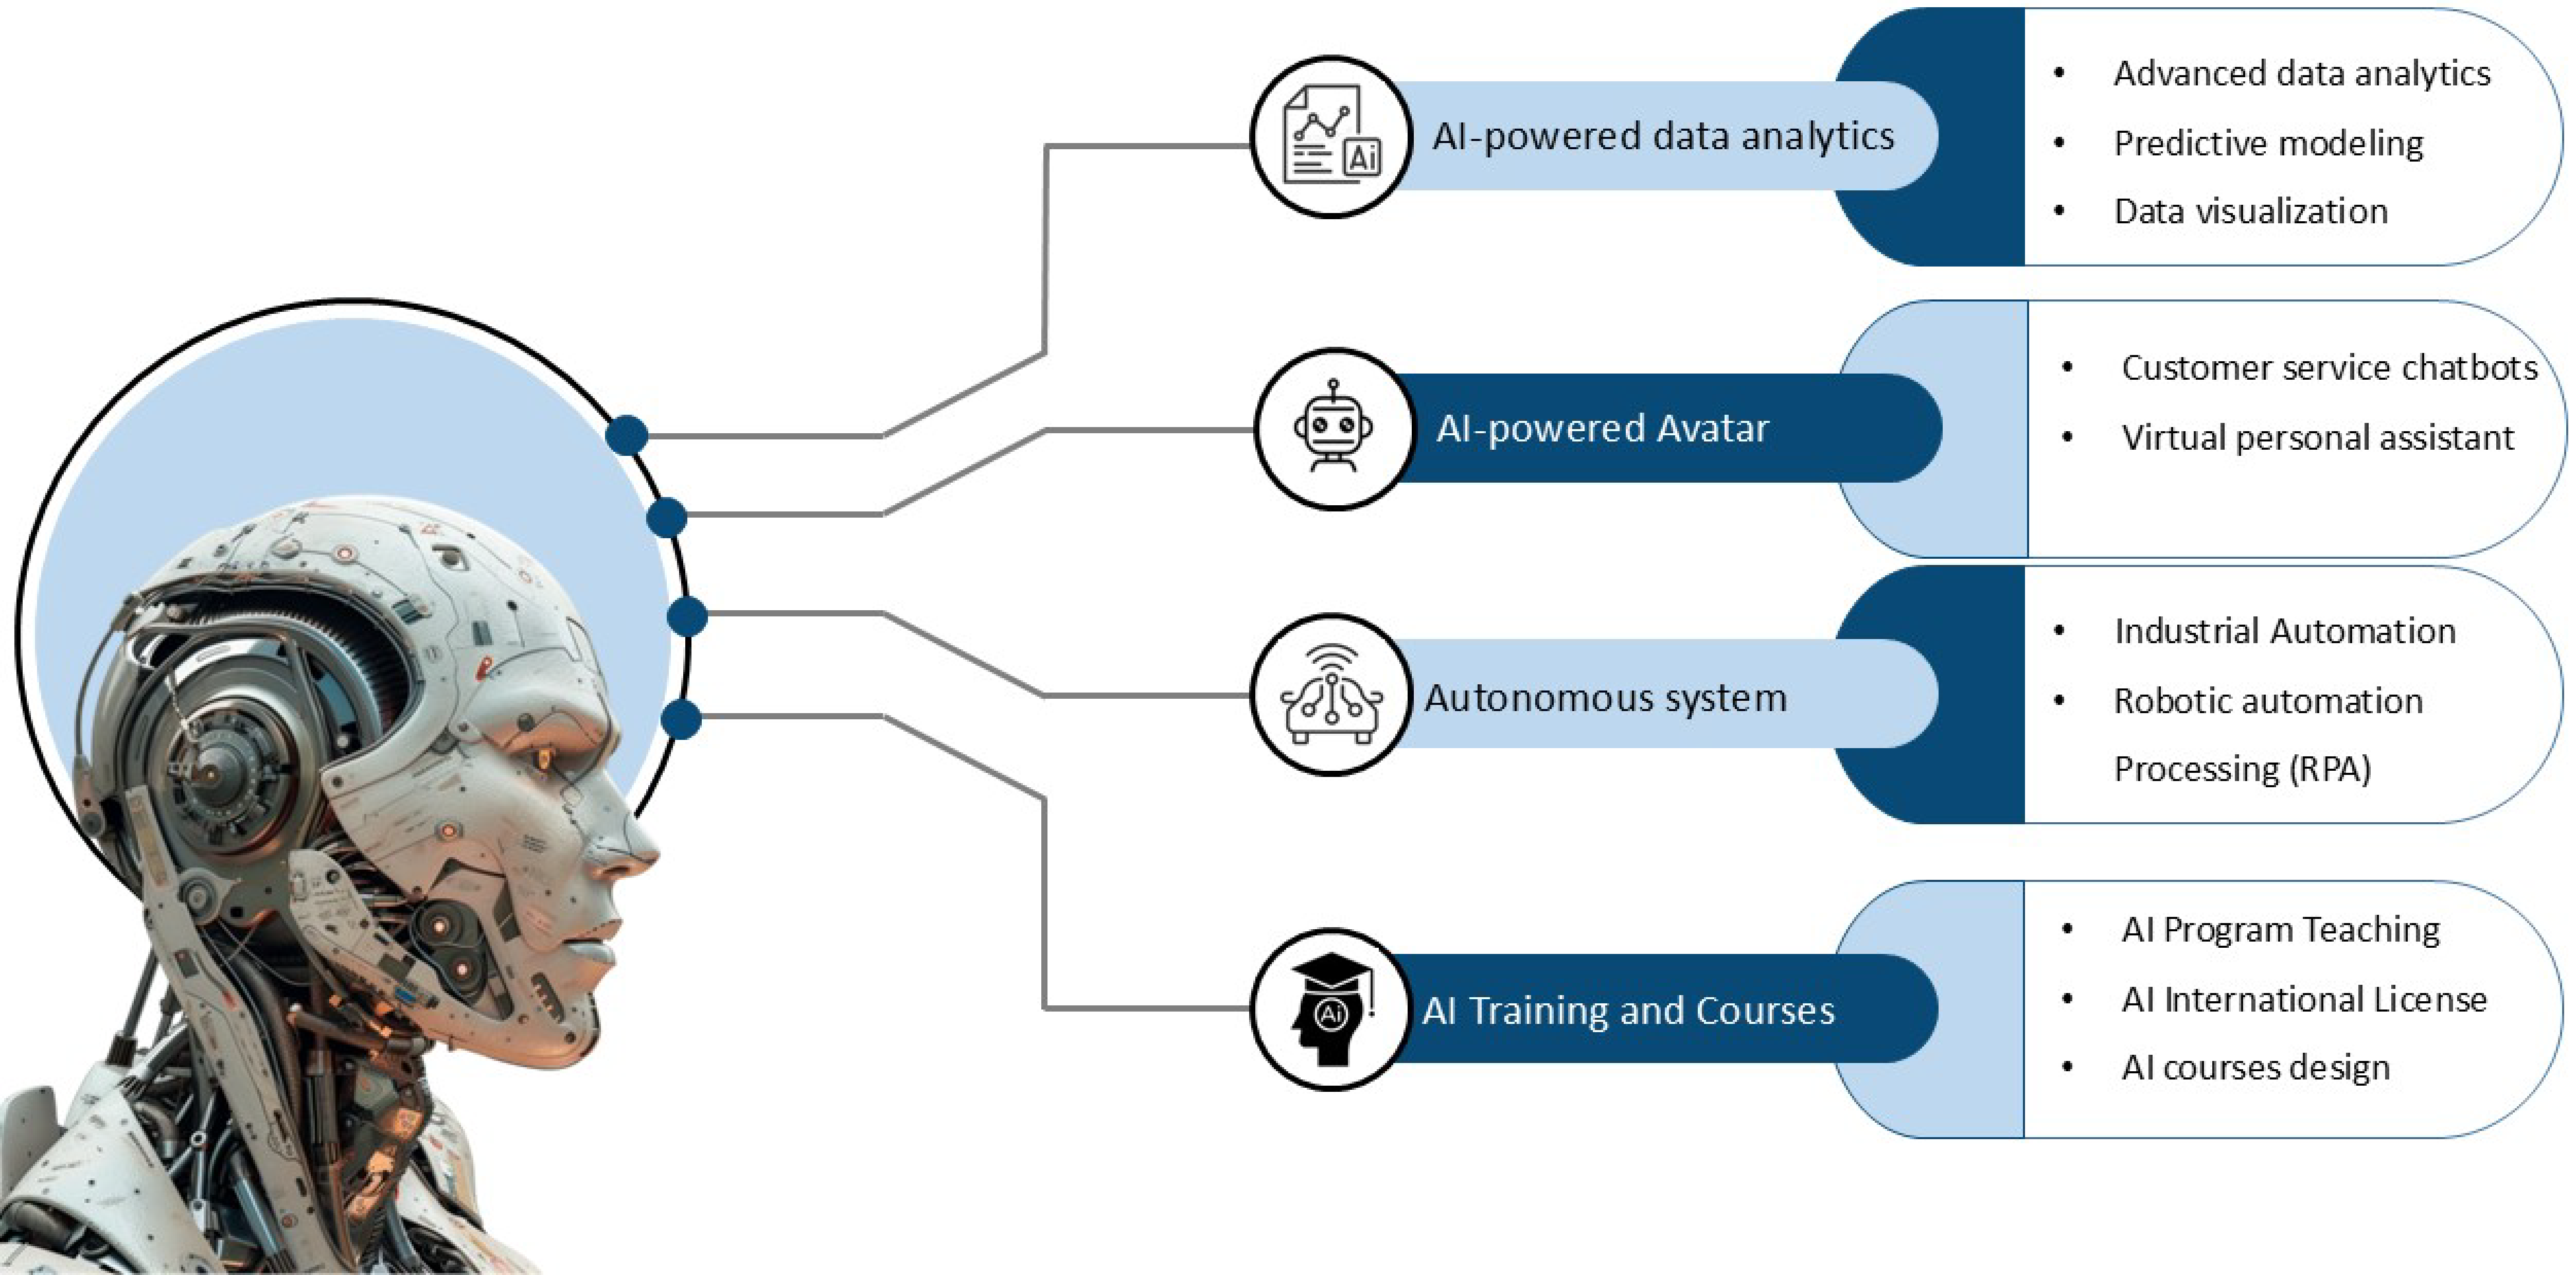 Ai
AI-powered data analytics
• Advanced data analytics
• Predictive modeling
• Data visualization
AI-powered Avatar
• Customer service chatbots
• Virtual personal assistant
Autonomous system
• Industrial Automation
• Robotic automation
Processing (RPA)
Ai
AI Training and Courses
• AI Program Teaching
• AI International License
• AI courses design